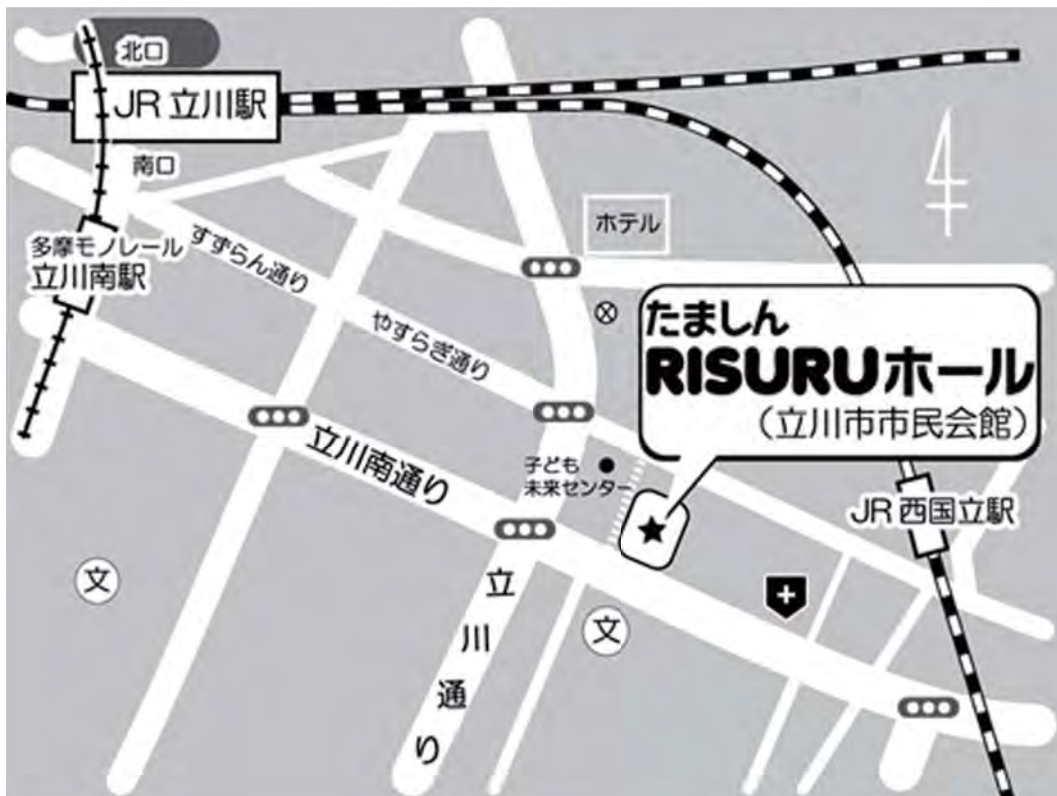 北口
JR 立川駅
南口
多摩モノレール
立川南駅
すずらん通り
ホテル
やすらぎ通り
たましん
RISURUホール
(立川市市民会館)
立川南通り
子ども
未来センター
JR 西国立駅
文
文
立川通り